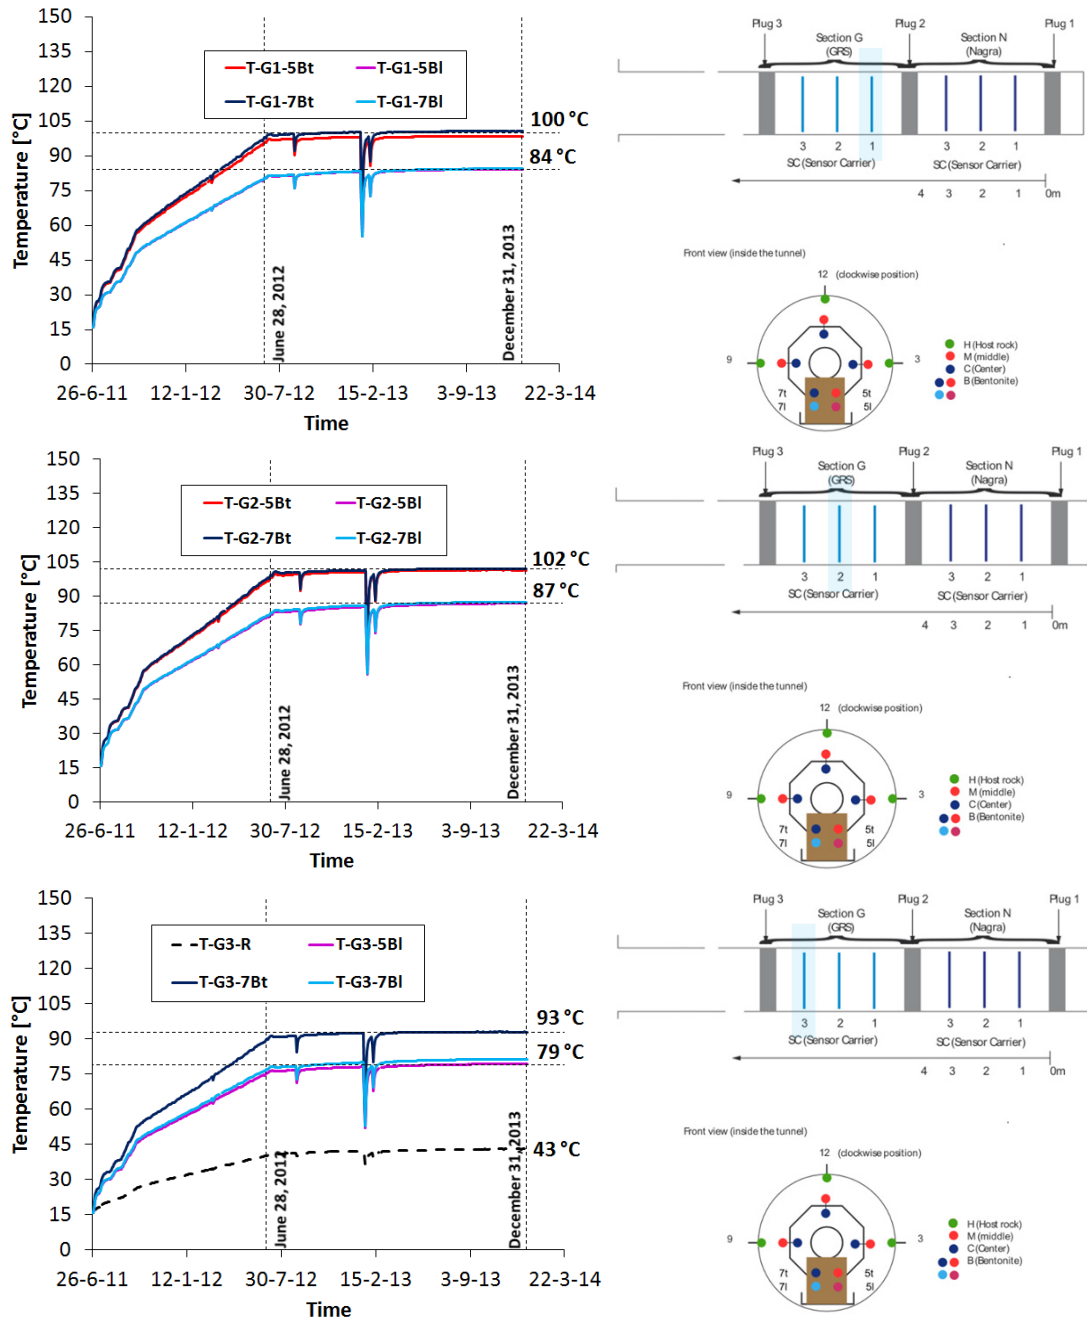 150
135
120
105
90
75
60
45
30
15
0
Temperature [°C]
T-G1-5Bt
T-G1-5Bl
T-G1-7Bt
T-G1-7Bl
100 °C
84 °C
June 28, 2012
December 31, 2013
26-6-11 12-1-12 30-7-12 15-2-13 3-9-13 22-3-14
Time
Plug 3 Plug 2 Plug 1
Section G
(GRS)
Section N
(Nagra)
3 2 1 3 2 1
SC (Sensor Carrier) SC (Sensor Carrier)
4 3 2 1 0m
Front view (inside the tunnel)
12 (clockwise position)
9 3
7t 5t
7l 5l
H (Host rock)
M (middle)
C (Center)
B (Bentonite)
150
135
120
105
90
75
60
45
30
15
0
Temperature [°C]
T-G2-5Bt
T-G2-5Bl
T-G2-7Bt
T-G2-7Bl
102 °C
87 °C
June 28, 2012
December 31, 2013
26-6-11 12-1-12 30-7-12 15-2-13 3-9-13 22-3-14
Time
Plug 3 Plug 2 Plug 1
Section G
(GRS)
Section N
(Nagra)
3 2 1 3 2 1
SC (Sensor Carrier) SC (Sensor Carrier)
4 3 2 1 0m
Front view (inside the tunnel)
12 (clockwise position)
9 3
7t 5t
7l 5l
H (Host rock)
M (middle)
C (Center)
B (Bentonite)
150
135
120
105
90
75
60
45
30
15
0
Temperature [°C]
T-G3-R
T-G3-5Bl
T-G3-7Bt
T-G3-7Bl
93 °C
79 °C
43 °C
June 28, 2012
December 31, 2013
26-6-11 12-1-12 30-7-12 15-2-13 3-9-13 22-3-14
Time
Plug 3 Plug 2 Plug 1
Section G
(GRS)
Section N
(Nagra)
3 2 1 3 2 1
SC (Sensor Carrier) SC (Sensor Carrier)
4 3 2 1 0m
Front view (inside the tunnel)
12 (clockwise position)
9 3
7t 5t
7l 5l
H (Host rock)
M (middle)
C (Center)
B (Bentonite)